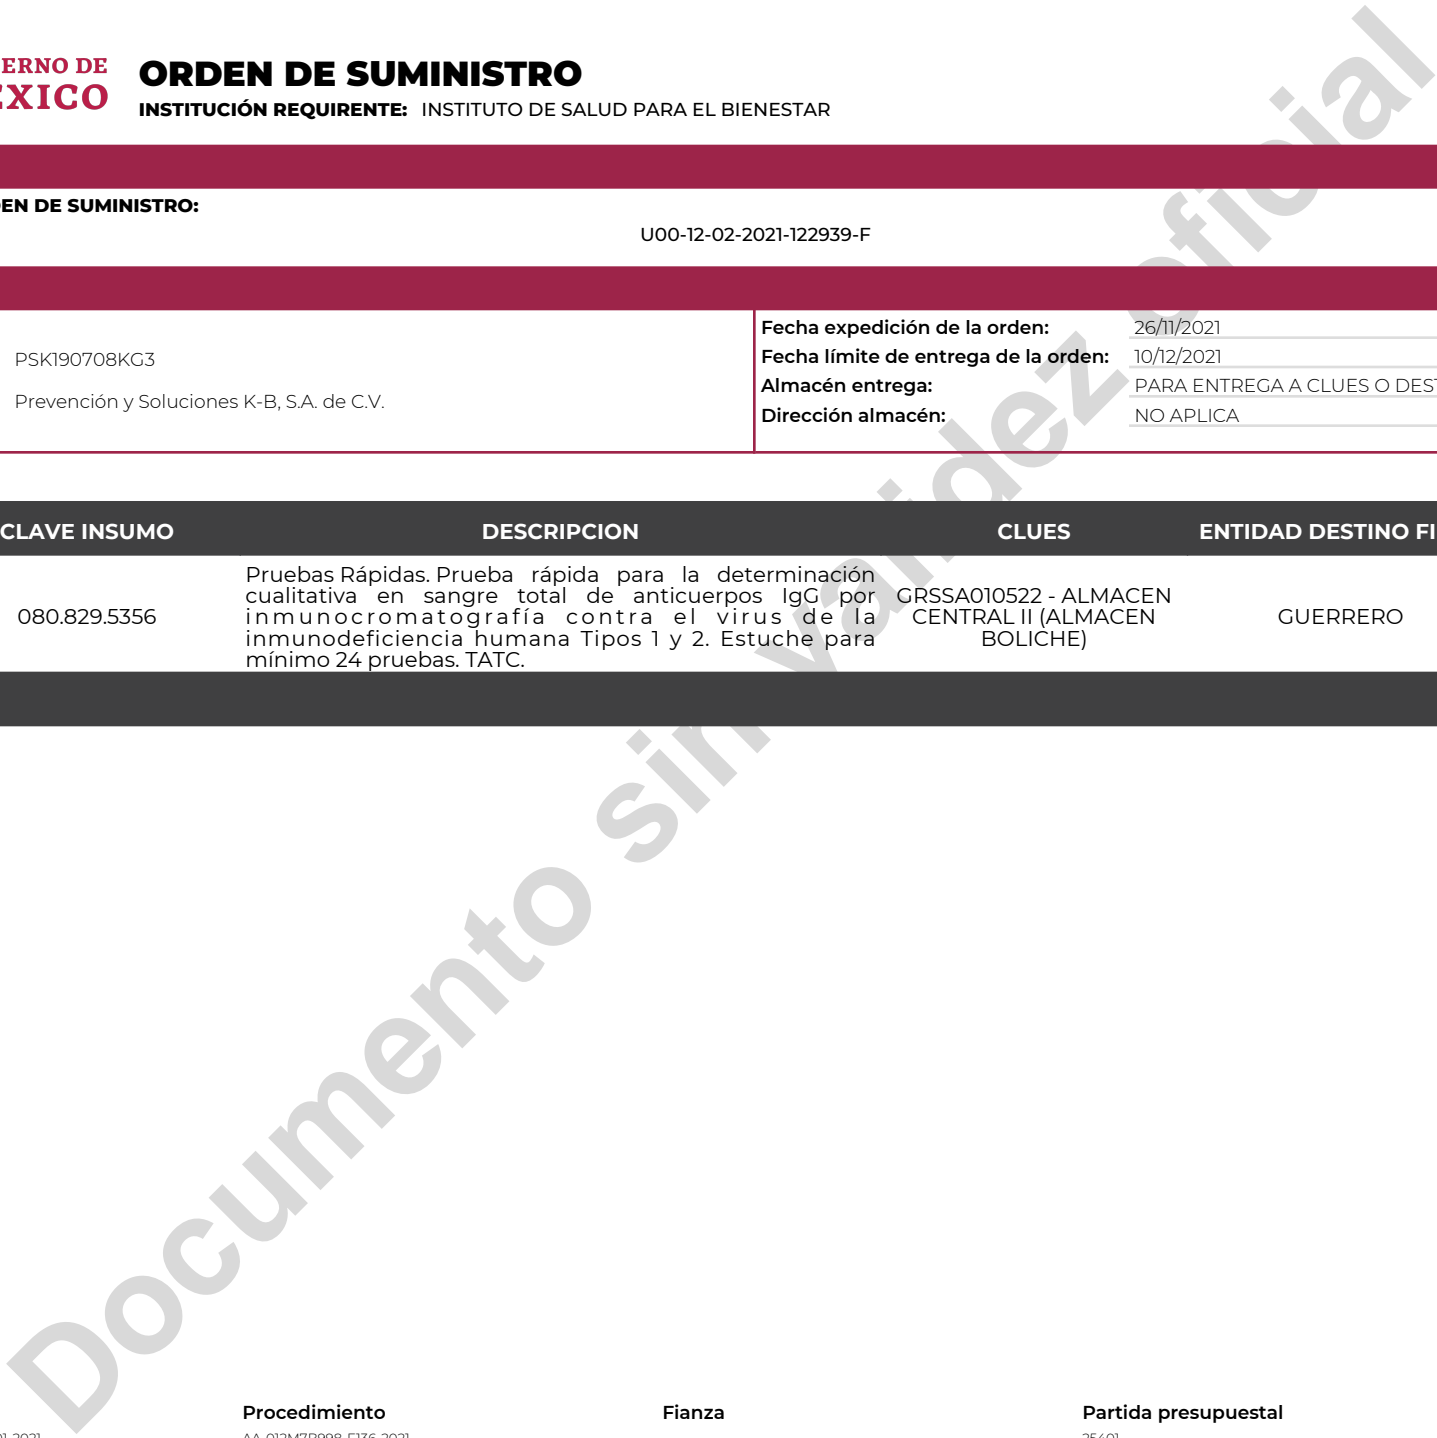 ERNO DE
EXICO
ORDEN DE SUMINISTRO
INSTITUCIÓN REQUIRENTE: INSTITUTO DE SALUD PARA EL BIENESTAR
EN DE SUMINISTRO:
U00-12-02-2021-122939-F
PSK190708KG3
Prevención y Soluciones K-B, S.A. de C.V.
Fecha expedición de la orden: 26/11/2021
Fecha límite de entrega de la orden: 10/12/2021
Almacén entrega: PARA ENTREGA A CLUES O DEST
Dirección almacén: NO APLICA
CLAVE INSUMO DESCRIPCION CLUES ENTIDAD DESTINO FI
080.829.5356
Pruebas Rápidas. Prueba rápida para la determinación
cualitativa en sangre total de anticuerpos IgG por
inmunocromatografía contra el virus de la
inmunodeficiencia humana Tipos 1 y 2. Estuche para
mínimo 24 pruebas. TATC.
GRSSA010522 - ALMACEN
CENTRAL II (ALMACEN
BOLICHE)
GUERRERO
Documento sin validez oficial
Procedimiento Fianza Partida presupuestal